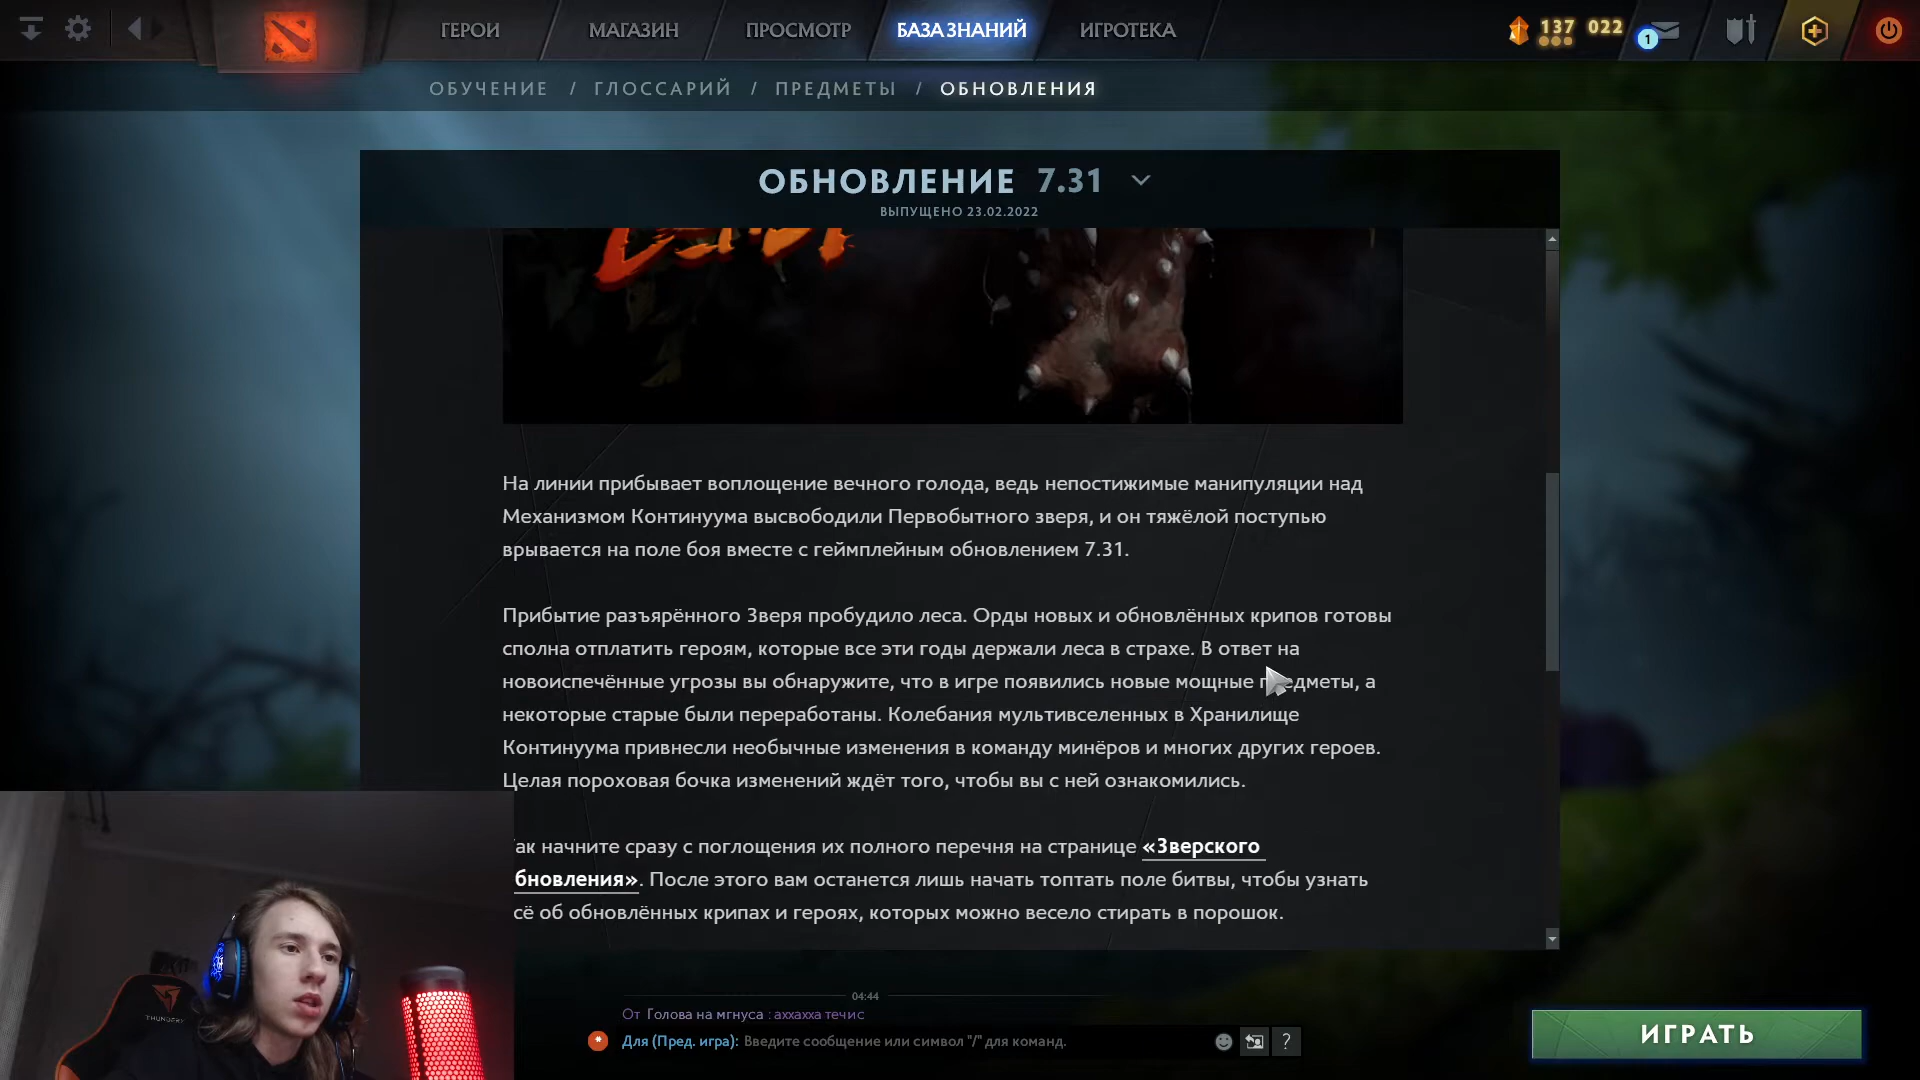 ГЕРОИ
МАГАЗИН
ПРОСМОТР
БАЗА ЗНАНИЙ
ИГРОТЕКА
137 022
1
ОБУЧЕНИЕ / ГЛОССАРИЙ / ПРЕДМЕТЫ / ОБНОВЛЕНИЯ
ОБНОВЛЕНИЕ 7.31
ВЫПУЩЕНО 23.02.2022
На линии прибывает воплощение вечного голода, ведь непостижимые манипуляции над
Механизмом Континуума высвободили Первобытного зверя, и он тяжёлой поступью
врывается на поле боя вместе с геймплейным обновлением 7.31.
Прибытие разъярённого Зверя пробудило леса. Орды новых и обновлённых крипов готовы
сполна отплатить героям, которые все эти годы держали леса в страхе. В ответ на
новоиспечённые угрозы вы обнаружите, что в игре появились новые мощные предметы, а
некоторые старые были переработаны. Колебания мультивселенных в Хранилище
Континуума привнесли необычные изменения в команду минёров и многих других героев.
Целая пороховая бочка изменений ждёт того, чтобы вы с ней ознакомились.
ак начните сразу с поглощения их полного перечня на странице «Зверского
бновления». После этого вам останется лишь начать топтать поле битвы, чтобы узнать
сё об обновлённых крипах и героях, которых можно весело стирать в порошок.
04:44
От Голова на мгнуса : аххахха течис
Для (Пред. игра): Введите сообщение или символ "/" для команд.
?
ИГРАТЬ